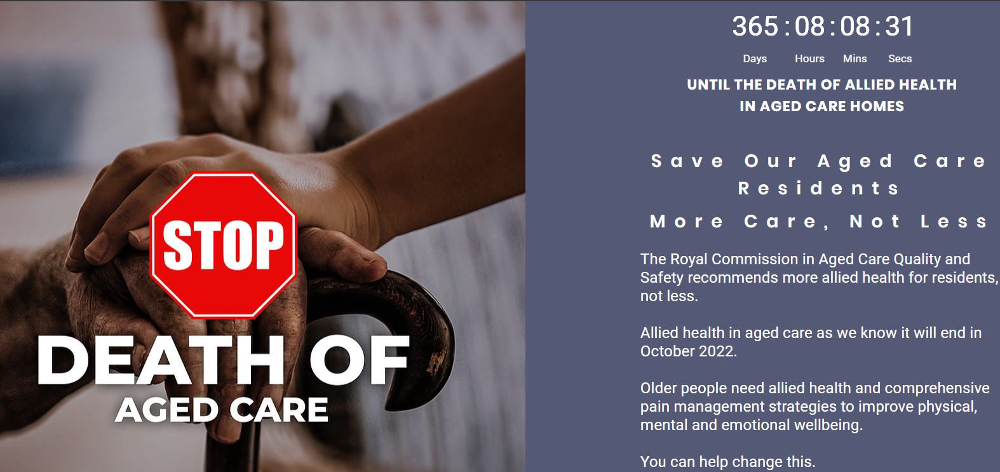 STOP
DEATH OF
AGED CARE
365 : 08 : 08 : 31
Days Hours Mins Secs
UNTIL THE DEATH OF ALLIED HEALTH
IN AGED CARE HOMES
Save Our Aged Care
Residents
More Care, Not Less
The Royal Commission in Aged Care Quality and
Safety recommends more allied health for residents,
not less.
Allied health in aged care as we know it will end in
October 2022.
Older people need allied health and comprehensive
pain management strategies to improve physical,
mental and emotional wellbeing.
You can help change this.